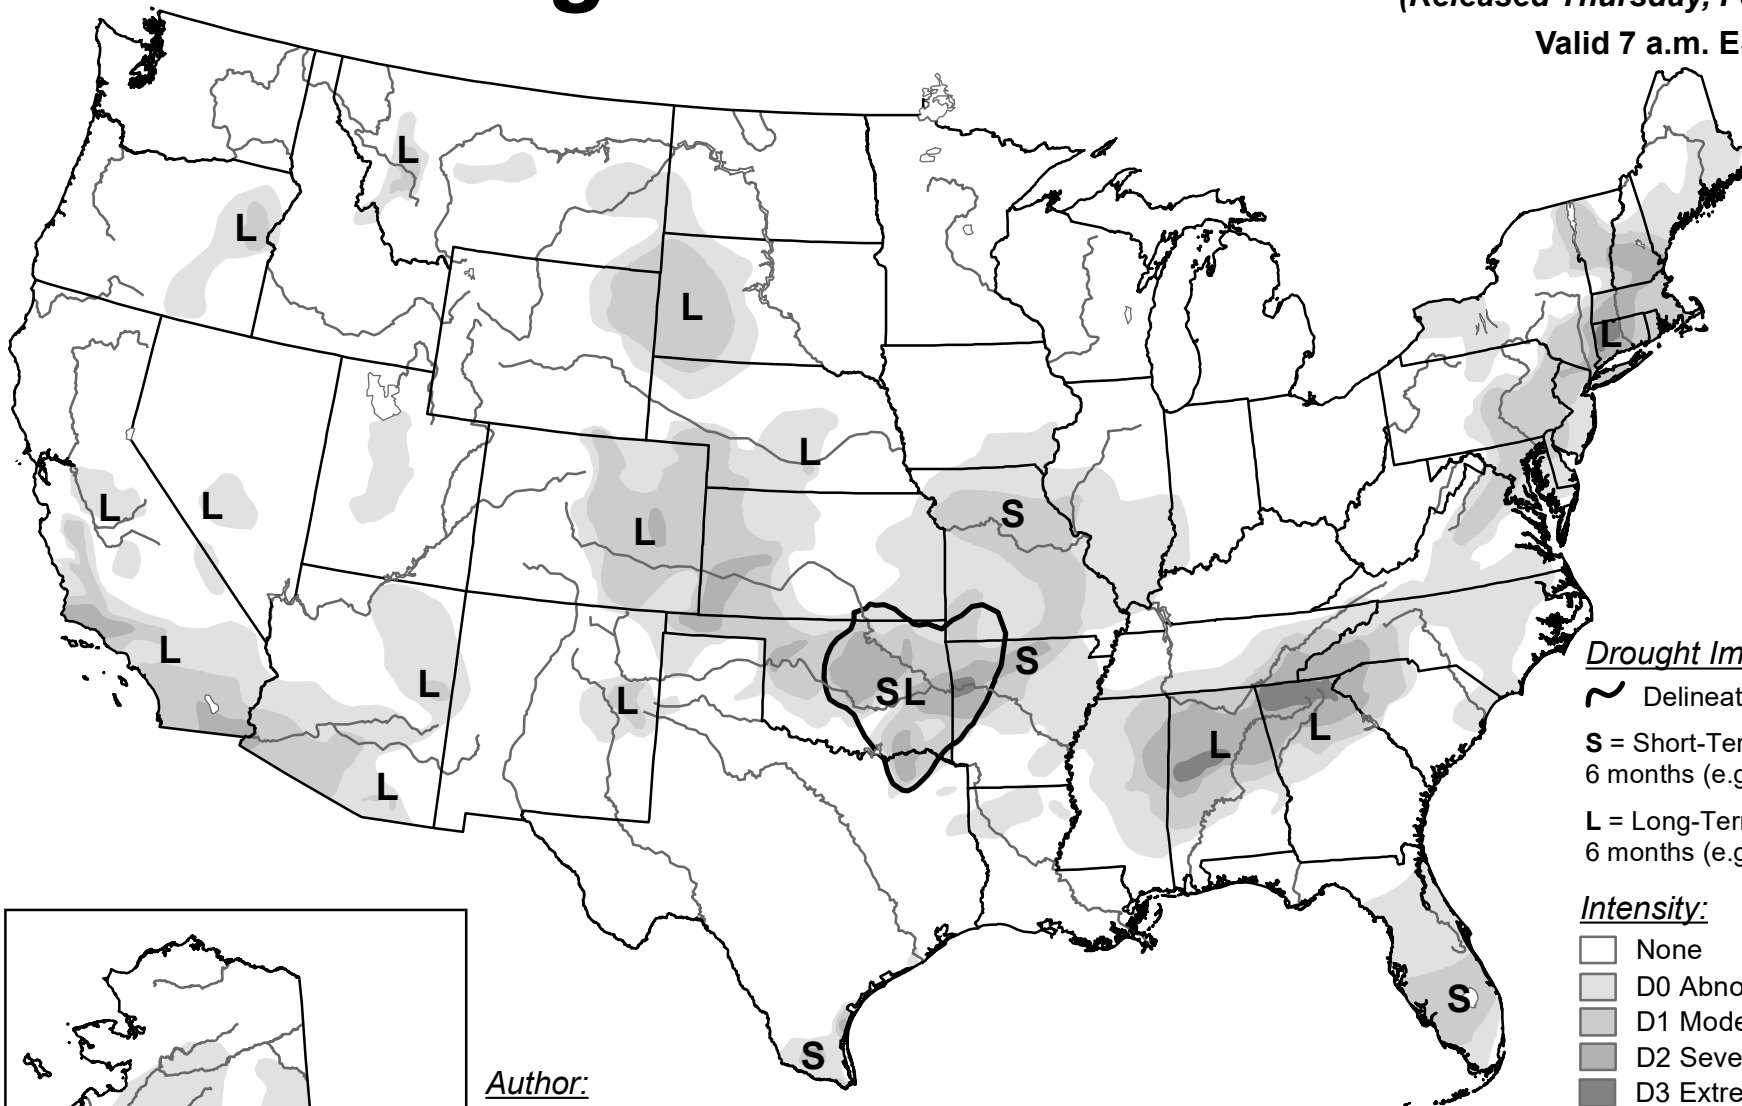 g
(Released Thursday, F
Valid 7 a.m. E
L
L
L
L
L
L
S
L
L
L
S
L
L
SL
L
L
L
L
S
S
Drought Im
Delineat
S = Short-Ter
6 months (e.g
L = Long-Terr
6 months (e.g
Intensity:
None
D0 Abno
D1 Mode
D2 Seve
D3 Extre
Author: